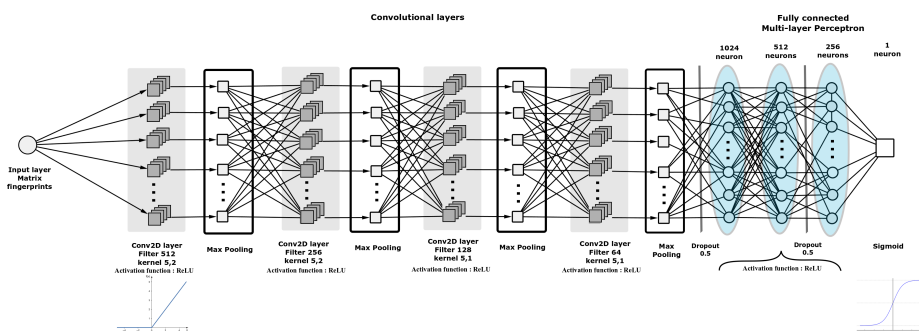 Convolutional layers
Fully connected
Multi-layer Perceptron
1024
neuron
512
neurons
256
neurons
1
neuron
Input layer
Matrix
fingerprints
Conv2D layer
Filter 512
kernel 5,2
Activation function : ReLU
Max Pooling
Conv2D layer
Filter 256
kernel 5,2
Activation function : ReLU
Max Pooling
Conv2D layer
Filter 128
kernel 5,1
Activation function : ReLU
Max Pooling
Conv2D layer
Filter 64
kernel 5,1
Activation function : ReLU
Max
Pooling
Dropout
0.5
Dropout
0.5
Activation function : ReLU
Sigmoid